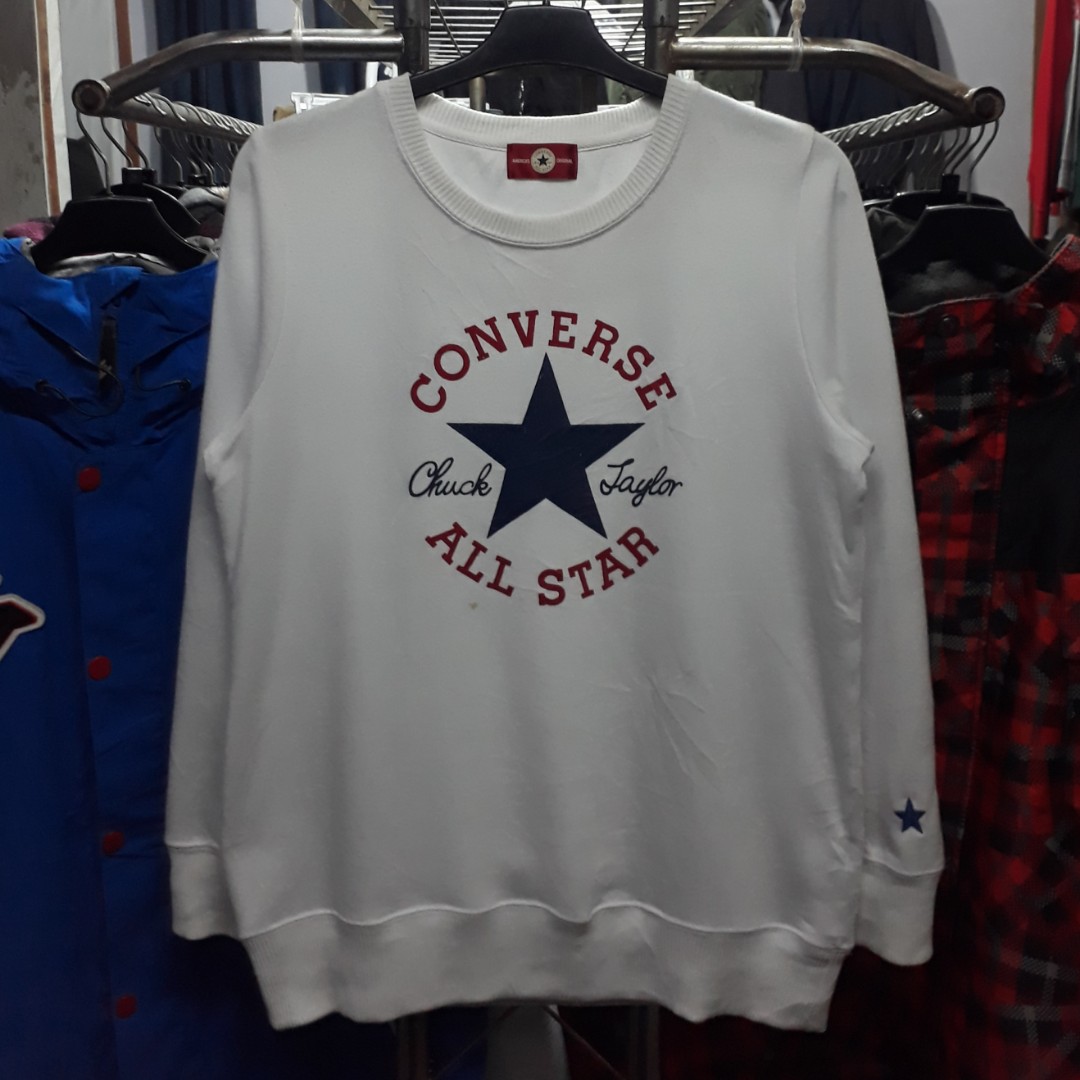 CONVERSE
Chuck Taylor
ALL STAR